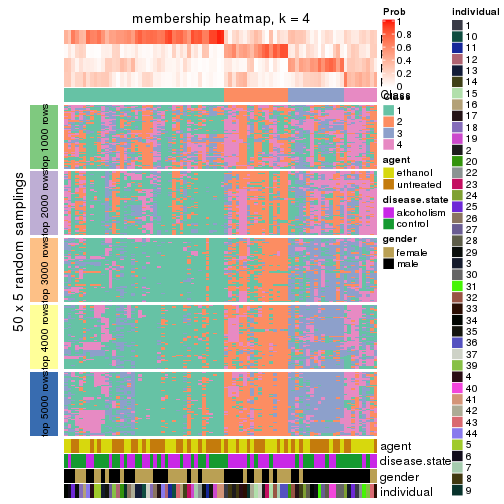 membership heatmap, k = 4
Prob
1
0.8
0.6
0.4
0.2
0
Class
1
2
3
4
agent
ethanol
untreated
disease.state
alcoholism
control
gender
female
male
individual
1
10
11
12
13
14
15
16
17
18
19
2
20
22
23
24
25
26
27
28
29
3
30
31
32
33
34
35
36
37
39
4
40
41
42
43
44
5
6
7
8
9
50 x 5 random samplings
top 1000 rows
top 2000 rows
top 3000 rows
top 4000 rows
top 5000 rows
agent
disease.state
gender
individual